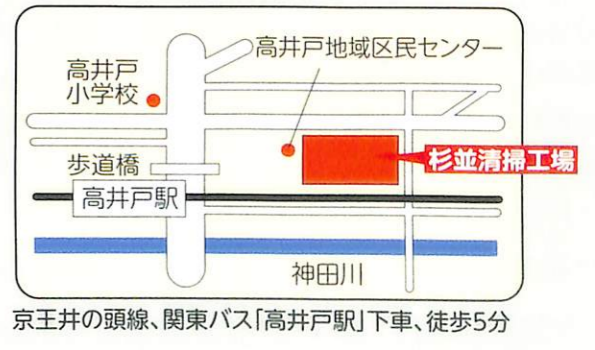 高井戸地域区民センター
高井戸
小学校
歩道橋
杉並清掃工場
高井戸駅
神田川
京王井の頭線、関東バス「高井戸駅」下車、徒歩5分